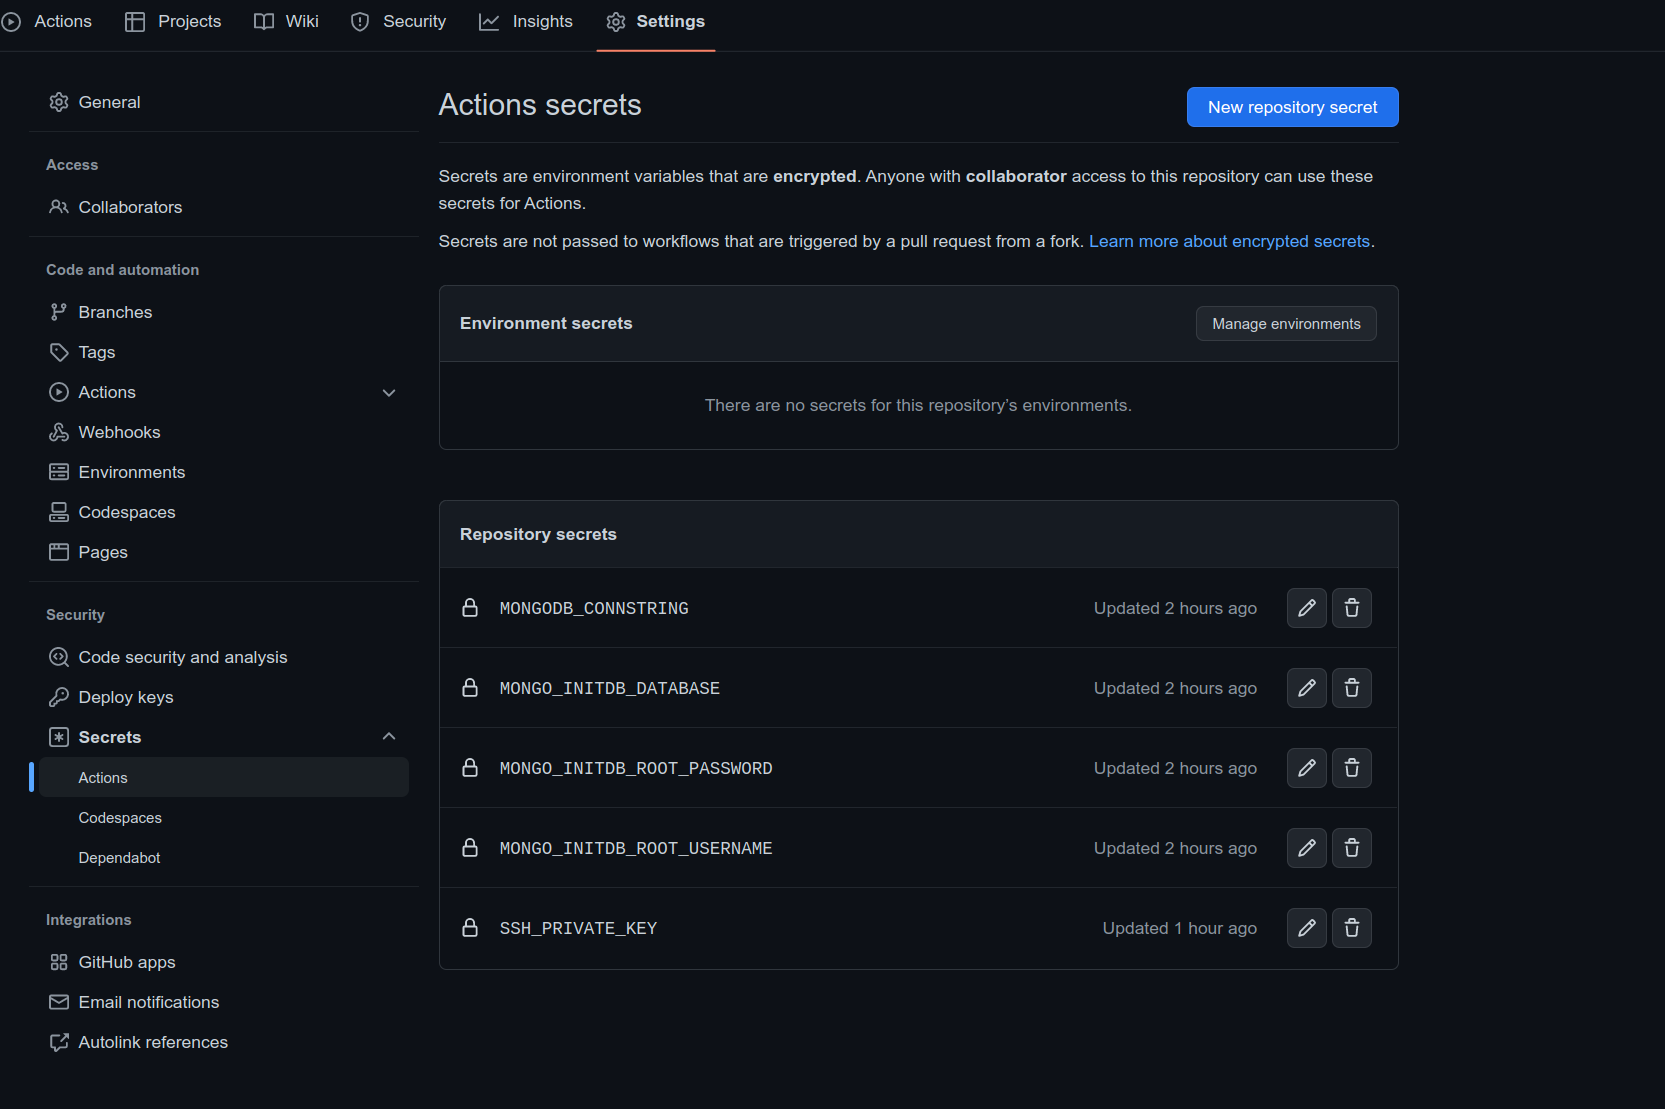 Actions Projects Wiki Security Insights Settings
General
Access
Collaborators
Code and automation
Branches
Tags
Actions
Webhooks
Environments
Codespaces
Pages
Security
Code security and analysis
Deploy keys
Secrets
Actions
Codespaces
Dependabot
Integrations
GitHub apps
Email notifications
Autolink references
Actions secrets
New repository secret
Secrets are environment variables that are encrypted. Anyone with collaborator access to this repository can use these
secrets for Actions.
Secrets are not passed to workflows that are triggered by a pull request from a fork. Learn more about encrypted secrets.
Environment secrets
Manage environments
There are no secrets for this repository's environments.
Repository secrets
MONGODB_CONNSTRING Updated 2 hours ago
MONGO_INITDB_DATABASE Updated 2 hours ago
MONGO_INITDB_ROOT_PASSWORD Updated 2 hours ago
MONGO_INITDB_ROOT_USERNAME Updated 2 hours ago
SSH_PRIVATE_KEY Updated 1 hour ago